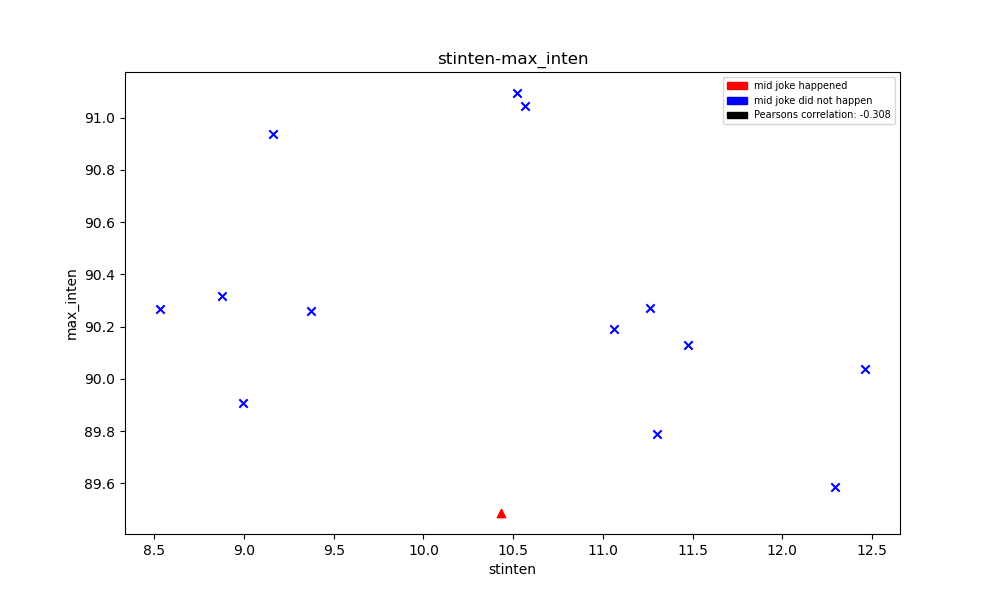 stinten-max_inten
mid joke happened
mid joke did not happen
Pearsons correlation: -0.308
91.0
90.8
90.6
90.4
90.2
90.0
89.8
89.6
max_inten
8.5 9.0 9.5 10.0 10.5 11.0 11.5 12.0 12.5
stinten